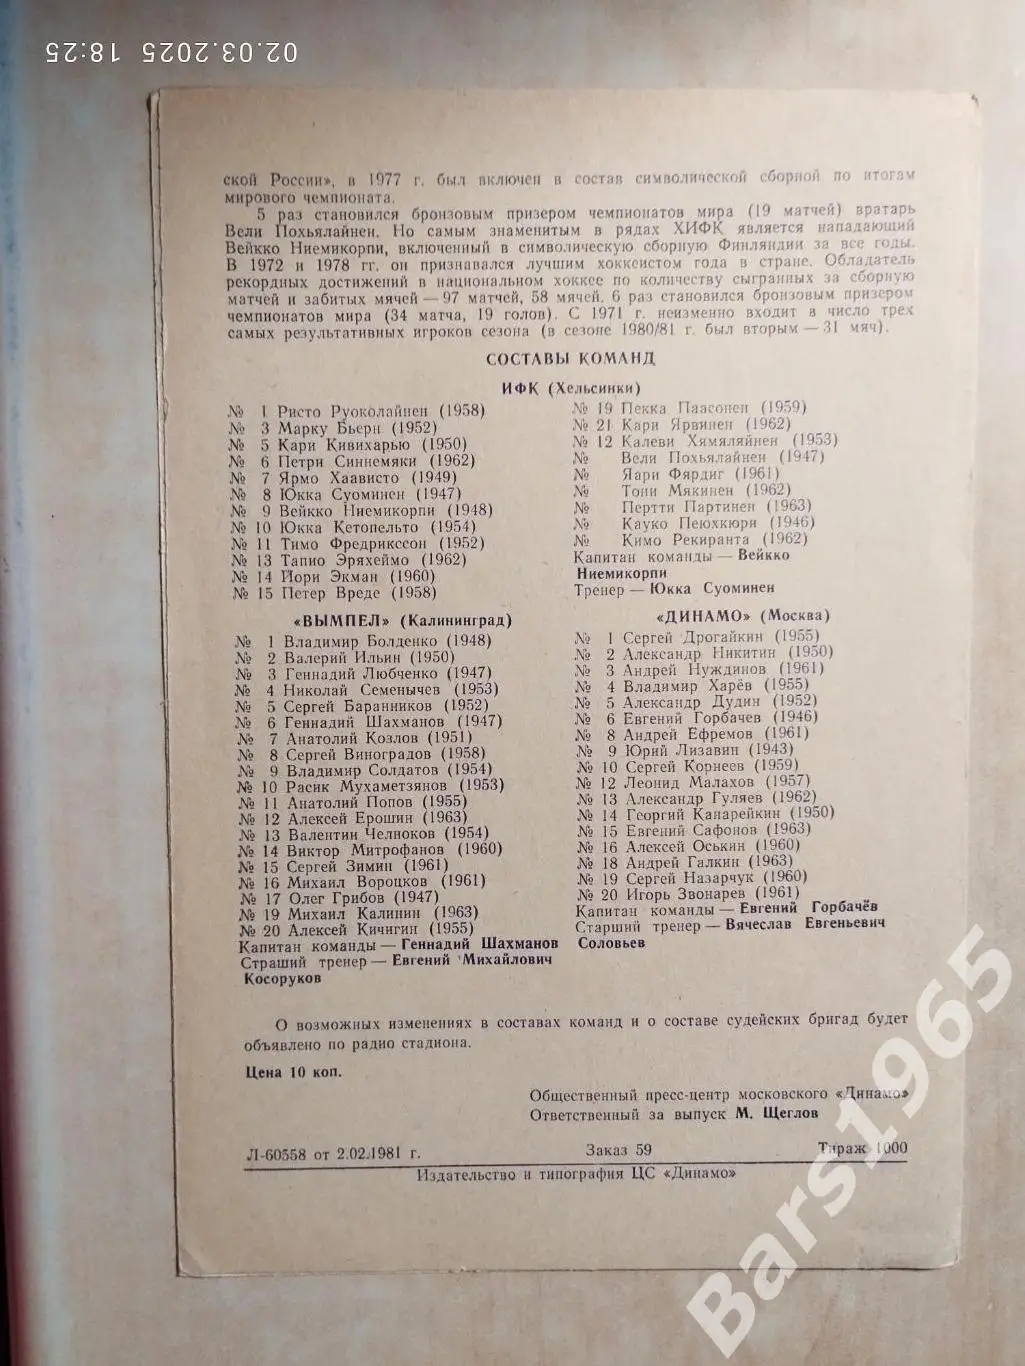 02.03.2025 18:25
ской России», в 1977 г. был включен в состав символической сборной по итогам
мирового чемпионата.
5 раз становился бронзовым призером чемпионатов мира (19 матчей) вратарь
Вели Похьялайнен. Но самым знаменитым в рядах ХИФК является нападающий
Вейкко Ниемикорпи, включенный в символическую сборную Финляндии за все годы.
В 1972 и 1978 гг. он признавался лучшим хоккеистом года в стране. Обладатель
рекордных достижений в национальном хоккее по количеству сыгранных за сборную
матчей и забитых мячей — 97 матчей, 58 мячей. 6 раз становился бронзовым призером
чемпионатов мира (34 матча, 19 голов). С 1971 г. неизменно входит в число трех
самых результативных игроков сезона (в сезоне 1980/81 г. был вторым — 31 мяч).
СОСТАВЫ КОМАНД
ИФК (Хельсинки)
№ 1 Ристо Руоколайнен (1958)
№ 3 Марку Бьерн (1952)
№ 5 Кари Кивихарью (1950)
№ 6 Петри Синнемяки (1962)
№ 7 Ярмо Хаависто (1949)
№ 8 Юкка Суоминен (1947)
№ 9 Вейкко Ниемикорпи (1948)
№ 10 Юкка Кетопельто (1954)
№ 11 Тимо Фредрикссон (1952)
№ 13 Тапио Эряхеймо (1962)
№ 14 Йори Экман (1960)
№ 15 Петер Вреде (1958)
№ 19 Пекка Паасонен (1959)
№ 21 Кари Ярвинен (1962)
№ 12 Калеви Хямяляйнен (1953)
№ Вели Похьялайнен (1947)
№ Яари Фярдиг (1961)
№ Тони Мякинен (1962)
№ Пертти Партинен (1963)
№ Кауко Пеюхкюри (1946)
№ Кимо Рекиранта (1962)
Капитан команды — Вейкко
Ниемикорпи
Тренер — Юкка Суоминен
«ВЫМПЕЛ» (Калининград)
№ 1 Владимир Болденко (1948)
№ 2 Валерий Ильин (1950)
№ 3 Геннадий Любченко (1947)
№ 4 Николай Семенычев (1953)
№ 5 Сергей Баранников (1952)
№ 6 Геннадий Шахманов (1947)
№ 7 Анатолий Козлов (1951)
№ 8 Сергей Виноградов (1958)
№ 9 Владимир Солдатов (1954)
№ 10 Расик Мухаметзянов (1953)
№ 11 Анатолий Попов (1955)
№ 12 Алексей Ерошин (1963)
№ 13 Валентин Челноков (1954)
№ 14 Виктор Митрофанов (1960)
№ 15 Сергей Зимин (1961)
№ 16 Михаил Вороцков (1961)
№ 17 Олег Грибов (1947)
№ 19 Михаил Калинин (1963)
№ 20 Алексей Кичигин (1955)
Капитан команды — Геннадий Шахманов
Страший тренер — Евгений Михайлович
Косоруков
«ДИНАМО» (Москва)
№ 1 Сергей Дрогайкин (1955)
№ 2 Александр Никитин (1950)
№ 3 Андрей Нуждинов (1961)
№ 4 Владимир Харёв (1955)
№ 5 Александр Дудин (1952)
№ 6 Евгений Горбачев (1946)
№ 8 Андрей Ефремов (1961)
№ 9 Юрий Лизавин (1943)
№ 10 Сергей Корнеев (1959)
№ 12 Леонид Малахов (1957)
№ 13 Александр Гуляев (1962)
№ 14 Георгий Канарейкин (1950)
№ 15 Евгений Сафонов (1963)
№ 16 Алексей Оськин (1960)
№ 18 Андрей Галкин (1963)
№ 19 Сергей Назарчук (1960)
№ 20 Игорь Звонарев (1961)
Капитан команды — Евгений Горбачёв
Старший тренер — Вячеслав Евгеньевич
Соловьев
О возможных изменениях в составах команд и о составе судейских бригад будет
объявлено по радио стадиона.
Цена 10 коп.
Общественный пресс-центр московского «Динамо»
Ответственный за выпуск М. Щеглов
Л-60558 от 2.02.1981 г. Заказ 59 Тираж 1000
Издательство и типография ЦС «Динамо»
Bars1965